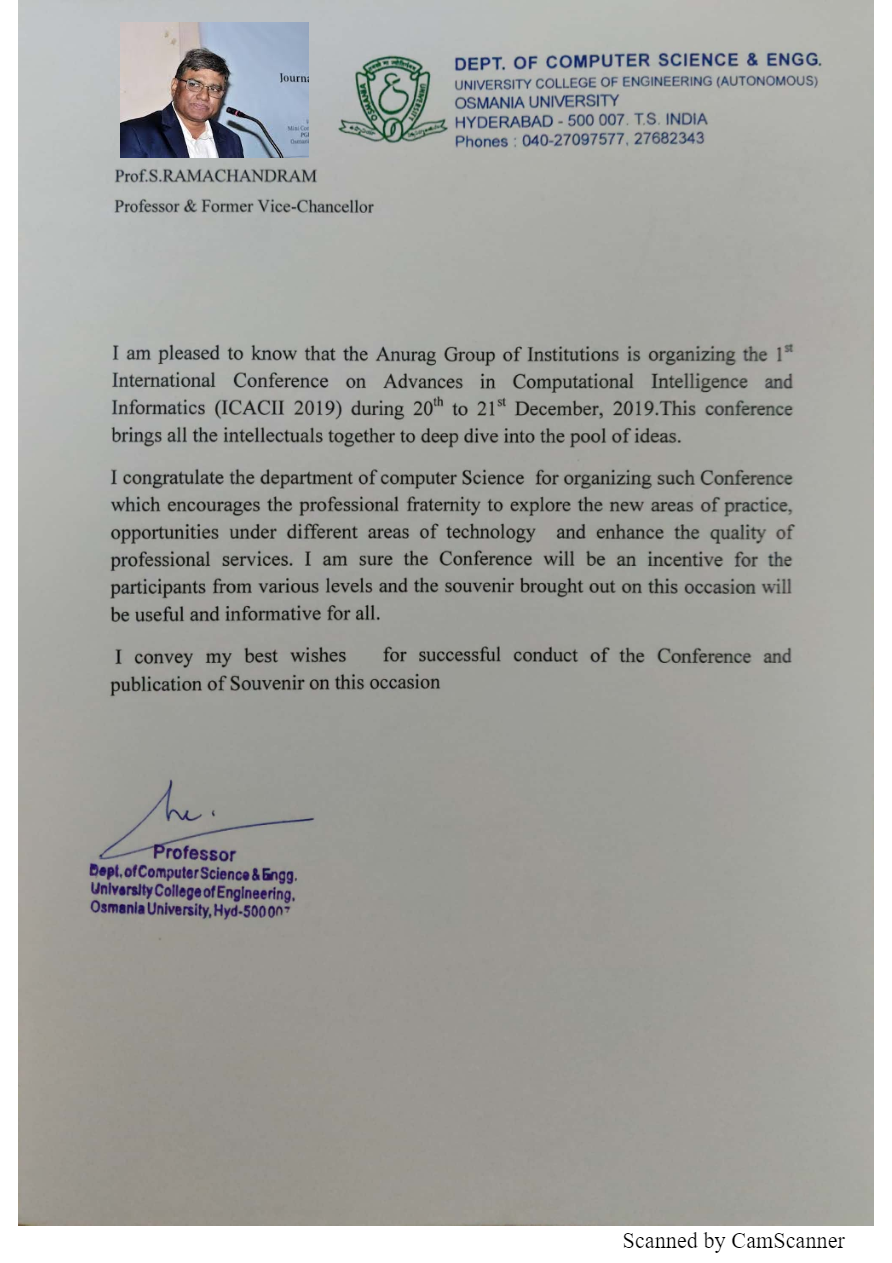 Journa
DEPT. OF COMPUTER SCIENCE & ENGG.
UNIVERSITY COLLEGE OF ENGINEERING (AUTONOMOUS)
OSMANIA UNIVERSITY
HYDERABAD - 500 007. T.S. INDIA
Phones : 040-27097577, 27682343
Prof.S.RAMACHANDRAM
Professor & Former Vice-Chancellor
I am pleased to know that the Anurag Group of Institutions is organizing the 1st
International Conference on Advances in Computational Intelligence and
Informatics (ICACII 2019) during 20th to 21st December, 2019.This conference
brings all the intellectuals together to deep dive into the pool of ideas.
I congratulate the department of computer Science for organizing such Conference
which encourages the professional fraternity to explore the new areas of practice,
opportunities under different areas of technology and enhance the quality of
professional services. I am sure the Conference will be an incentive for the
participants from various levels and the souvenir brought out on this occasion will
be useful and informative for all.
I convey my best wishes for successful conduct of the Conference and
publication of Souvenir on this occasion
Professor
Dept. of Computer Science & Engg.
University College of Engineering,
Osmania University, Hyd-500 007
Scanned by CamScanner